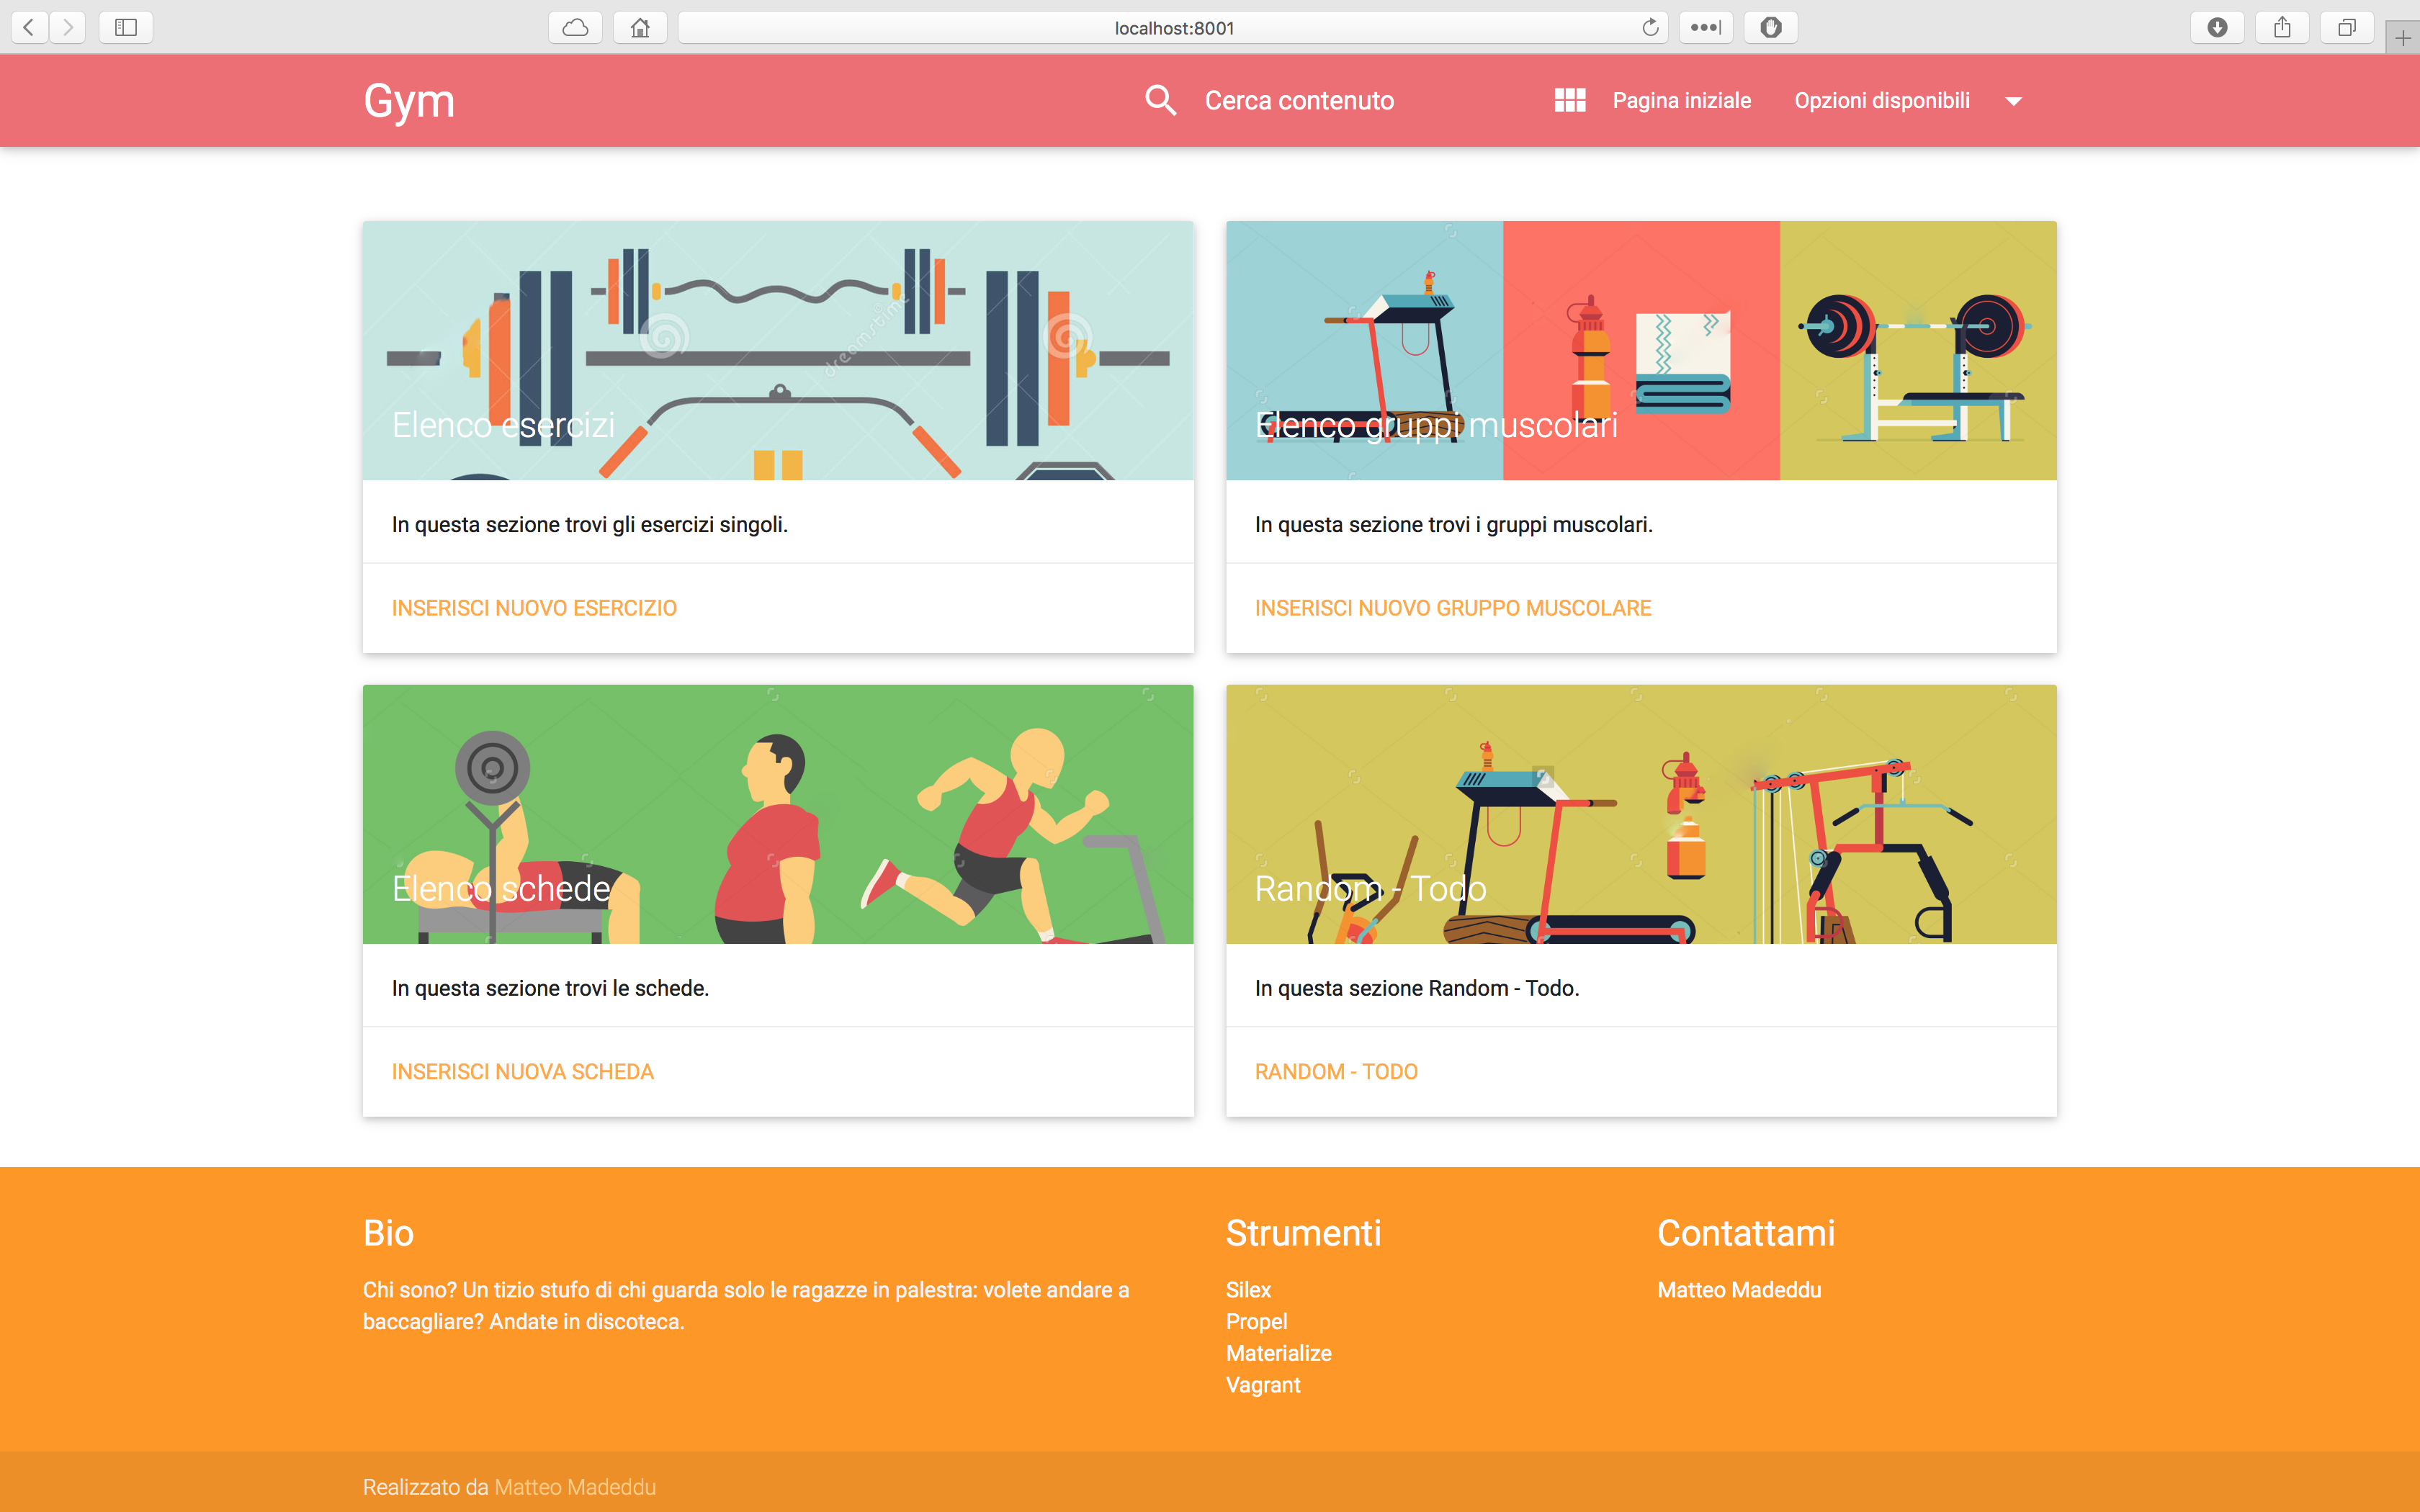 localhost:8001
Gym
Cerca contenuto
Pagina iniziale
Opzioni disponibili
dreamstime
Elenco esercizi
In questa sezione trovi gli esercizi singoli.
INSERISCI NUOVO ESERCIZIO
Elenco gruppi muscolari
In questa sezione trovi i gruppi muscolari.
INSERISCI NUOVO GRUPPO MUSCOLARE
Elenco schede
In questa sezione trovi le schede.
INSERISCI NUOVA SCHEDA
Random - Todo
In questa sezione Random - Todo.
RANDOM - TODO
Bio
Chi sono? Un tizio stufo di chi guarda solo le ragazze in palestra: volete andare a
baccagliare? Andate in discoteca.
Strumenti
Silex
Propel
Materialize
Vagrant
Contattami
Matteo Madeddu
Realizzato da Matteo Madeddu